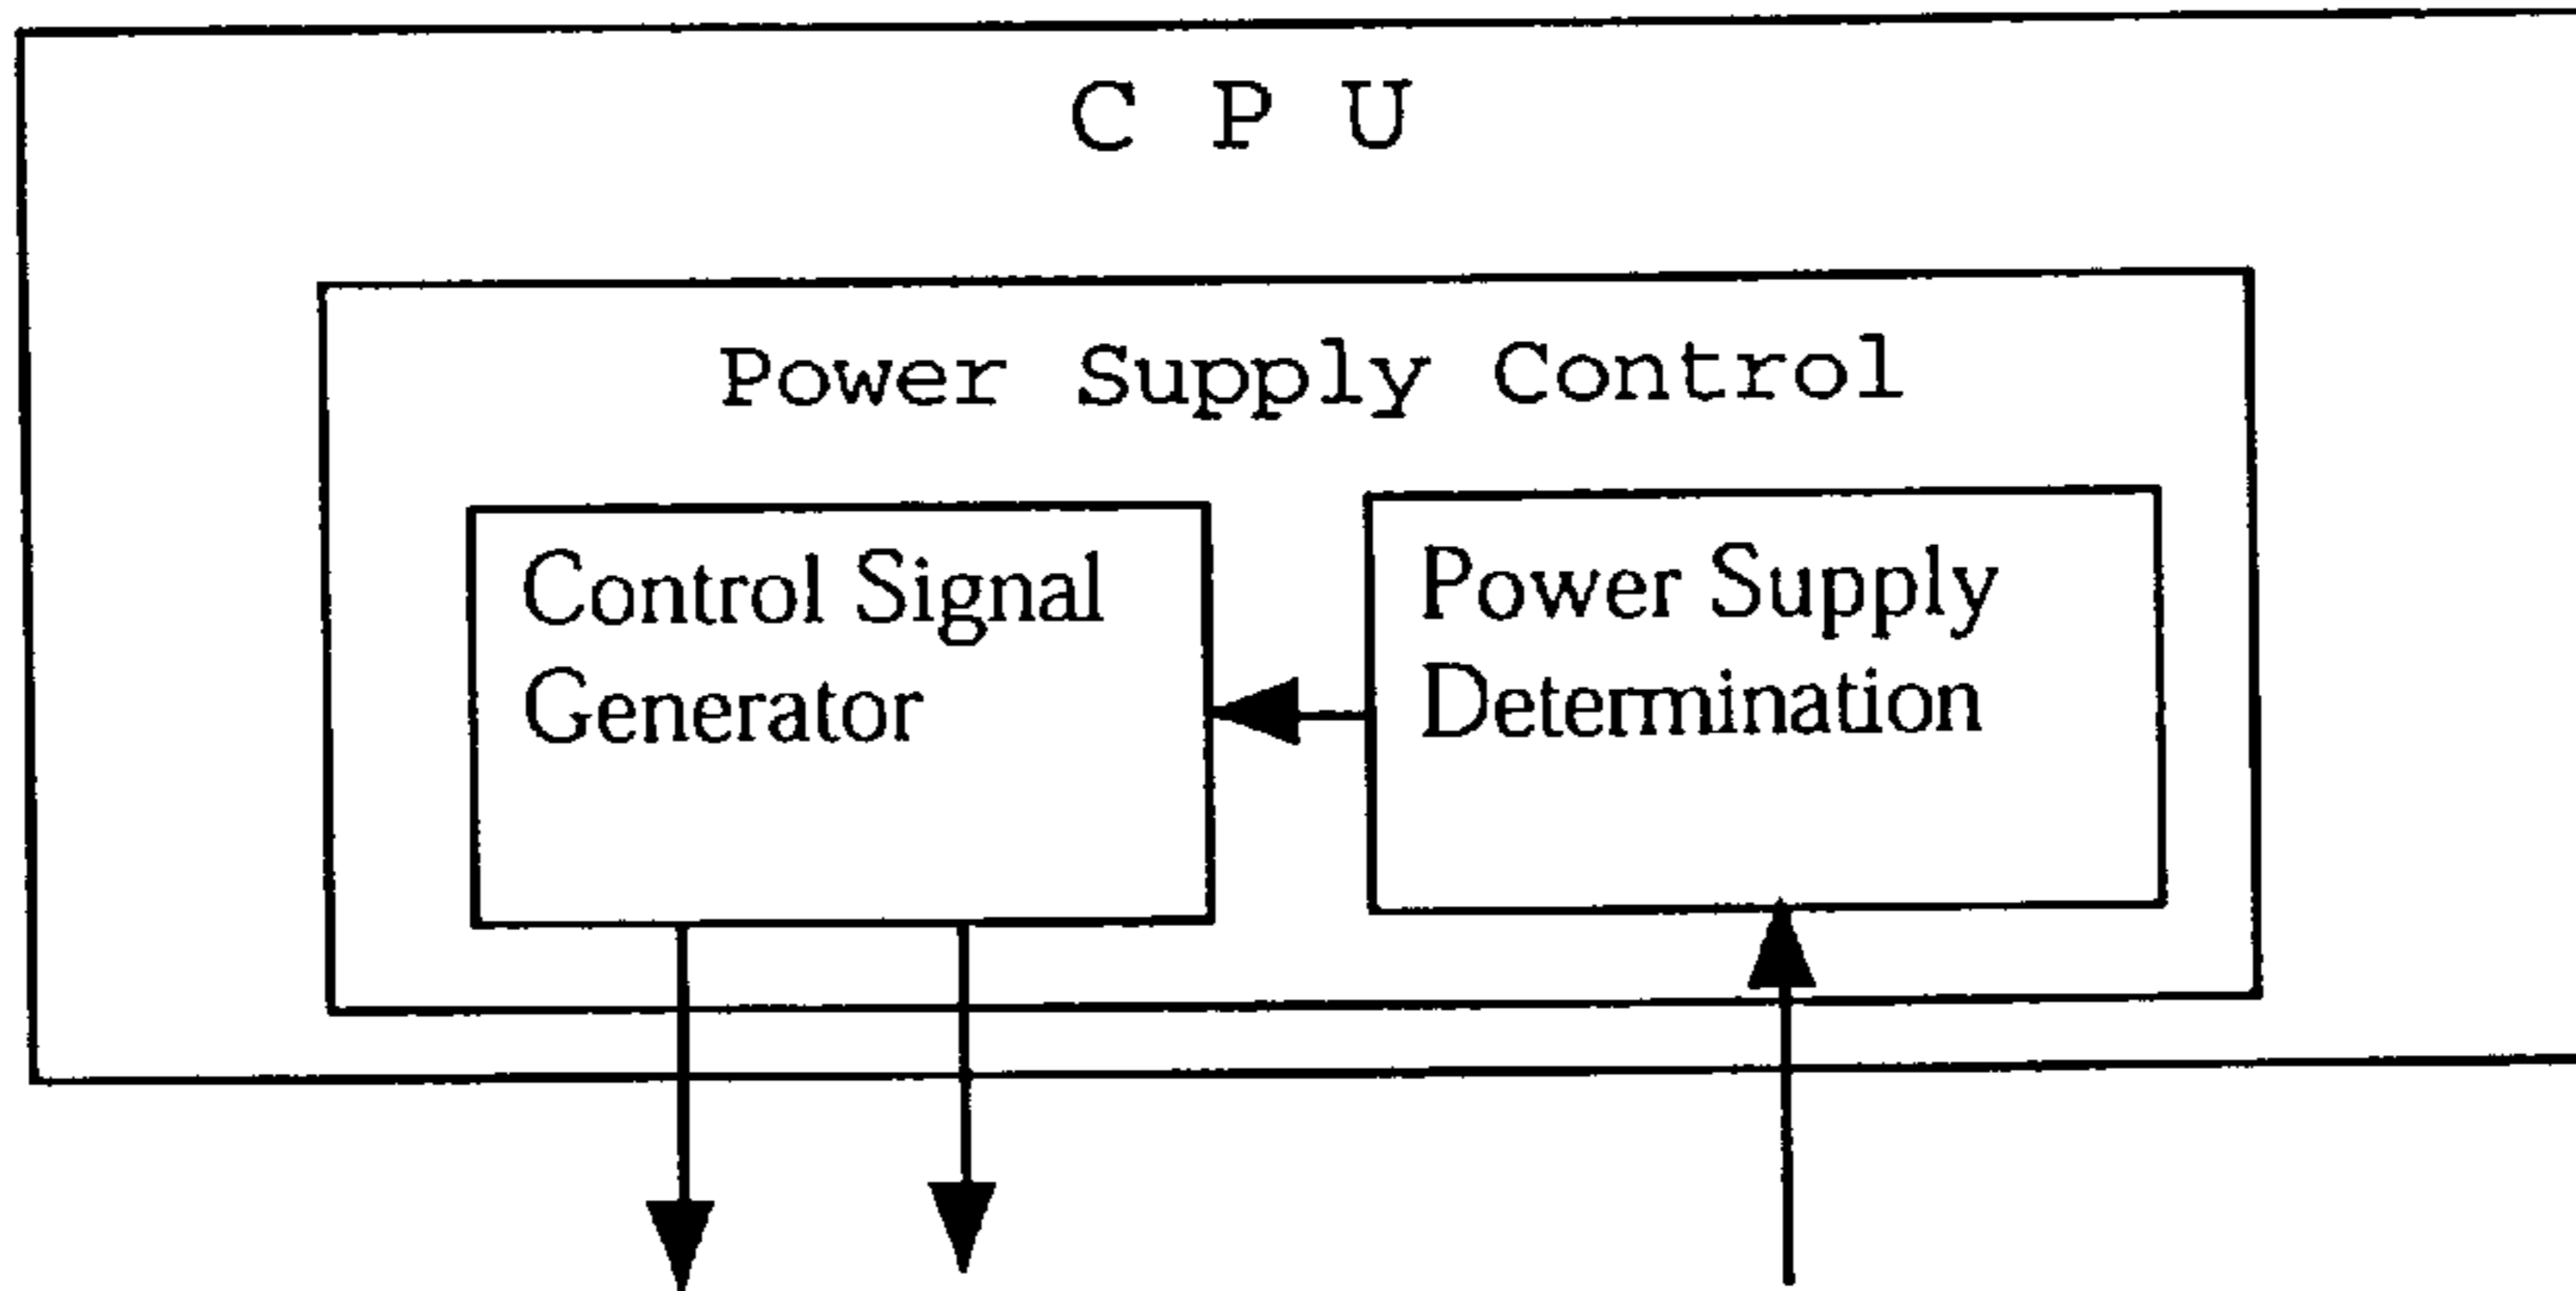 C P U
Power Supply Control
Control Signal
Generator
Power Supply
Determination